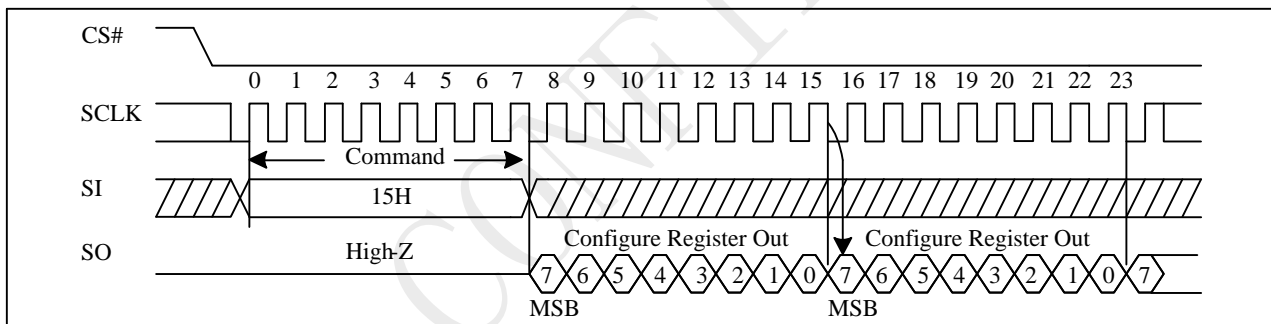 CS#
0 1 2 3 4 5 6 7 8 9 10 11 12 13 14 15 16 17 18 19 20 21 22 23
SCLK
Command
SI
15H
Configure Register Out Configure Register Out
SO
High-Z
7 6 5 4 3 2 1 0 7 6 5 4 3 2 1 0 7
MSB MSB